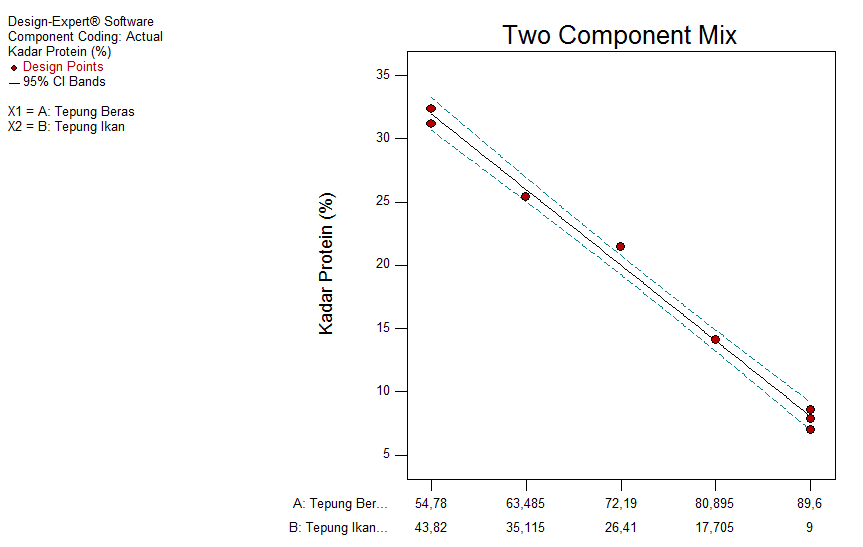 Design-Expert® Software
Component Coding: Actual
Kadar Protein (%)
Design Points
95% CI Bands
X1 = A: Tepung Beras
X2 = B: Tepung Ikan
Two Component Mix
Kadar Protein (%)
35
30
25
20
15
10
5
A: Tepung Ber... 54,78 63,485 72,19 80,895 89,6
B: Tepung Ikan... 43,82 35,115 26,41 17,705 9